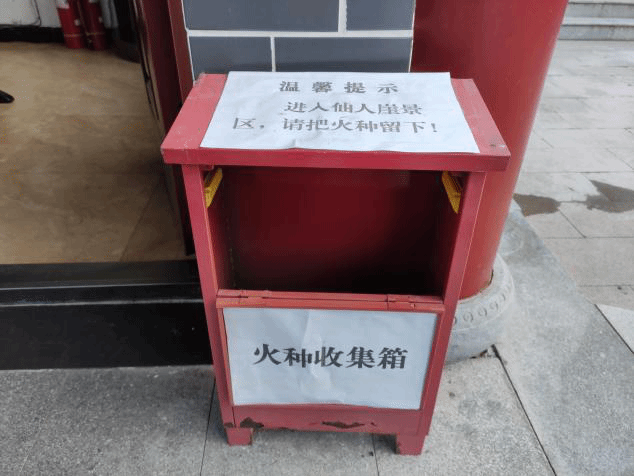 温馨提示
进入仙人崖景
区，请把火种留下！
火种收集箱